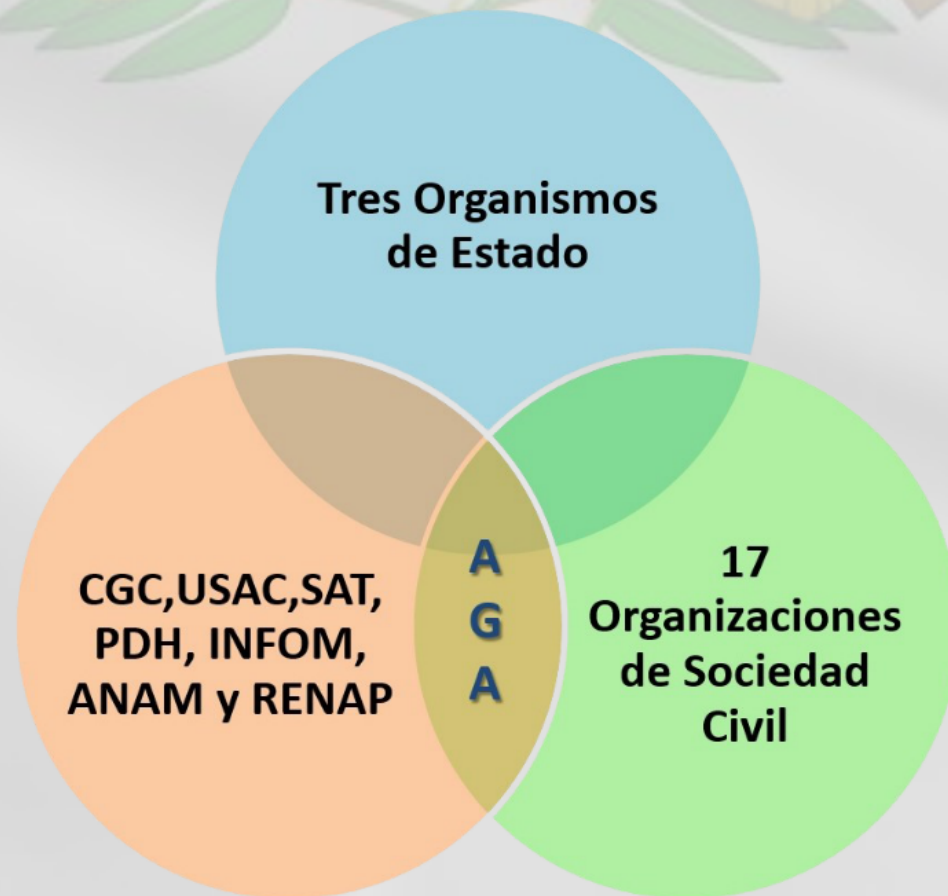 Tres Organismos
de Estado
CGC,USAC,SAT,
PDH, INFOM,
ANAM y RENAP
A
G
A
17
Organizaciones
de Sociedad
Civil